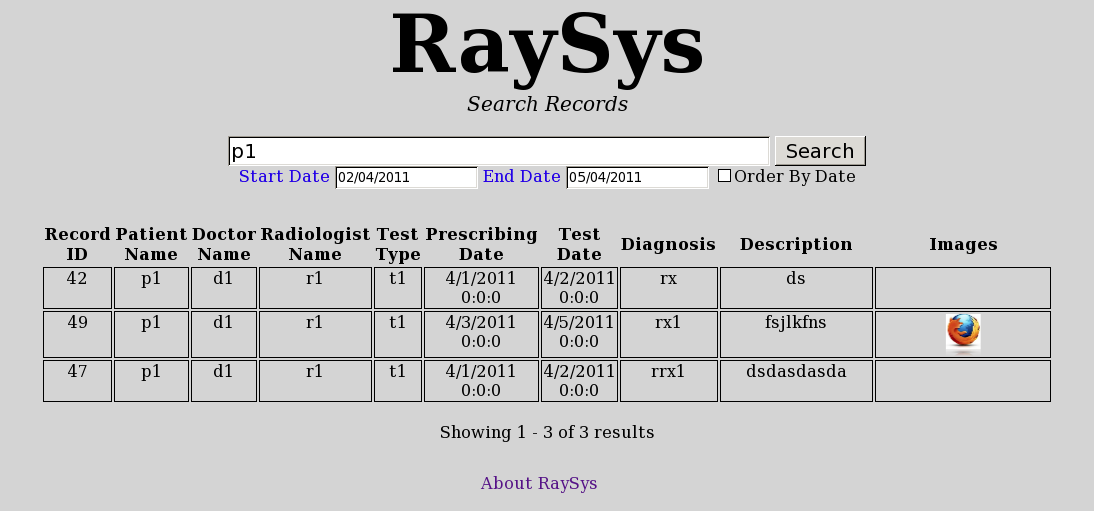 RaySys
Search Records
p1 Search
Start Date 02/04/2011 End Date 05/04/2011 Order By Date
Record ID Patient Name Doctor Name Radiologist Name Test Type Prescribing Date Test Date Diagnosis Description Images
42 p1 d1 r1 t1 4/1/2011 0:0:0 4/2/2011 0:0:0 rx ds
49 p1 d1 r1 t1 4/3/2011 0:0:0 4/5/2011 0:0:0 rx1 fsjlkfns
47 p1 d1 r1 t1 4/1/2011 0:0:0 4/2/2011 0:0:0 rrx1 dsdasdasda
Showing 1 - 3 of 3 results
About RaySys